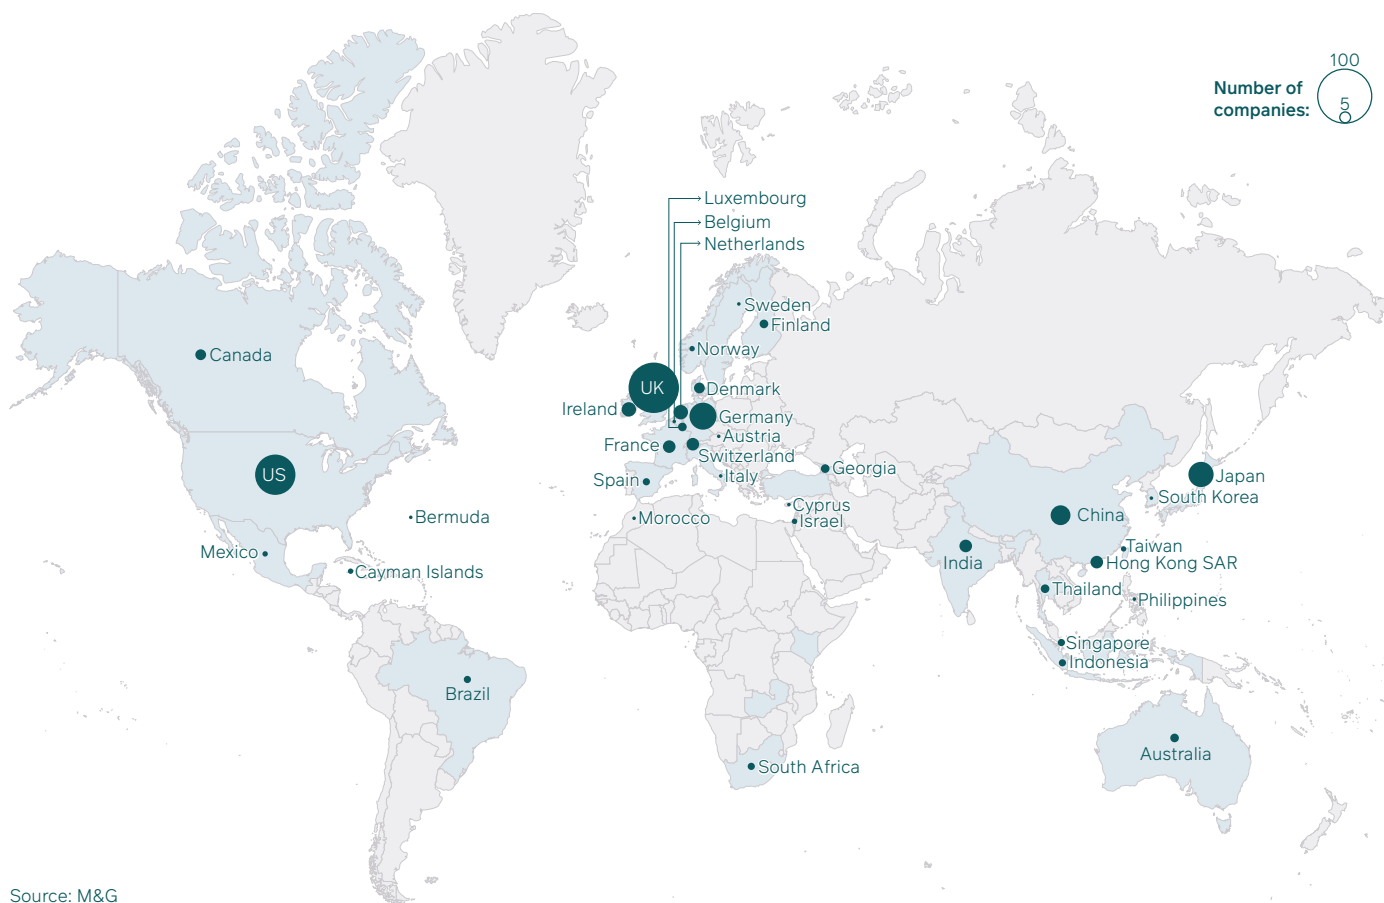 100
Number of
companies:
5
Luxembourg
Belgium
Netherlands
Sweden
Finland
Norway
Canada
UK
Denmark
Ireland
Germany
Austria
France
Switzerland
Georgia
US
Italy
Spain
Japan
South Korea
Cyprus
Bermuda
Morocco
Israel
China
Mexico
Taiwan
India
Hong Kong SAR
Cayman Islands
Thailand
Philippines
Singapore
Indonesia
Brazil
Australia
South Africa
Source: M&G